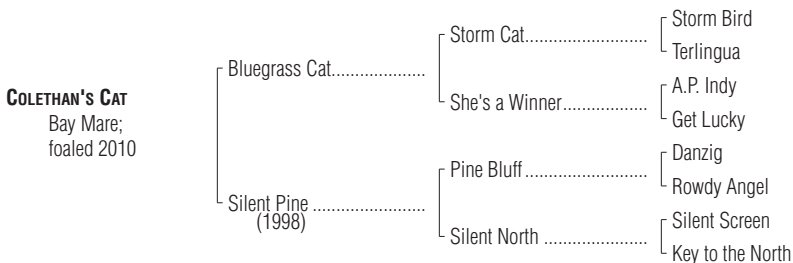 COLETHAN'S CAT
Bay Mare;
foaled 2010
Bluegrass Cat....................
Silent Pine ........................
(1998)
Storm Cat..........................
She's a Winner..................
Pine Bluff..........................
Silent North ......................
Storm Bird
Terlingua
A.P. Indy
Get Lucky
Danzig
Rowdy Angel
Silent Screen
Key to the North